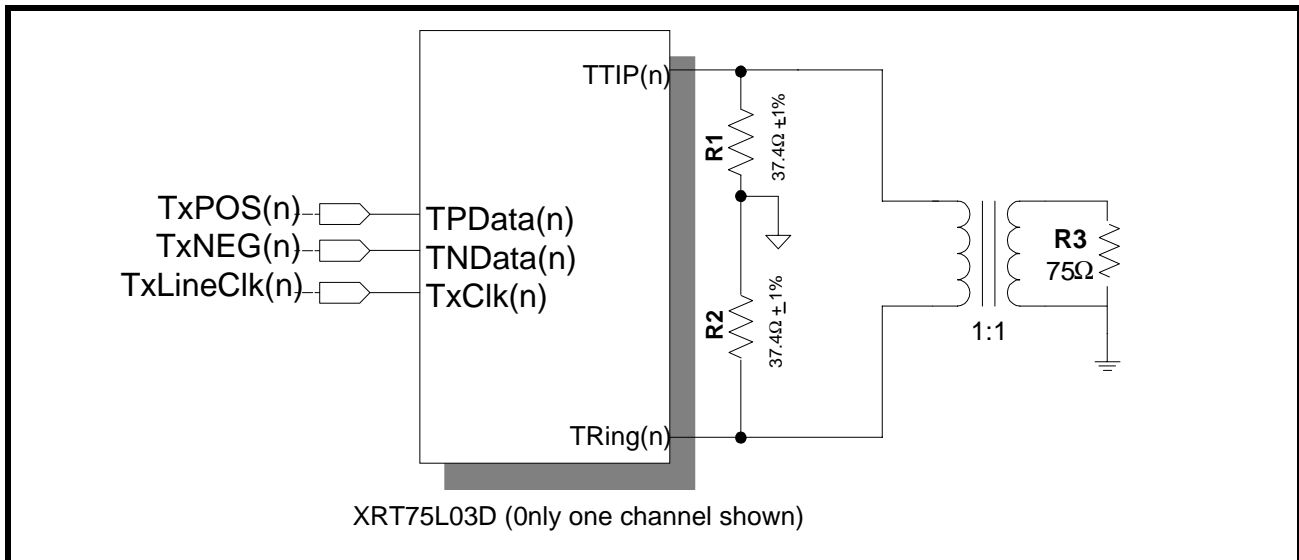 TTIP(n)
R1
37.4Ω ±1%
TxPOS(n)
TPData(n)
TxNEG(n)
TNData(n)
TxLineClk(n)
TxClk(n)
R2
37.4Ω ±1%
R3
75Ω
1:1
TRing(n)
XRT75L03D (0nly one channel shown)